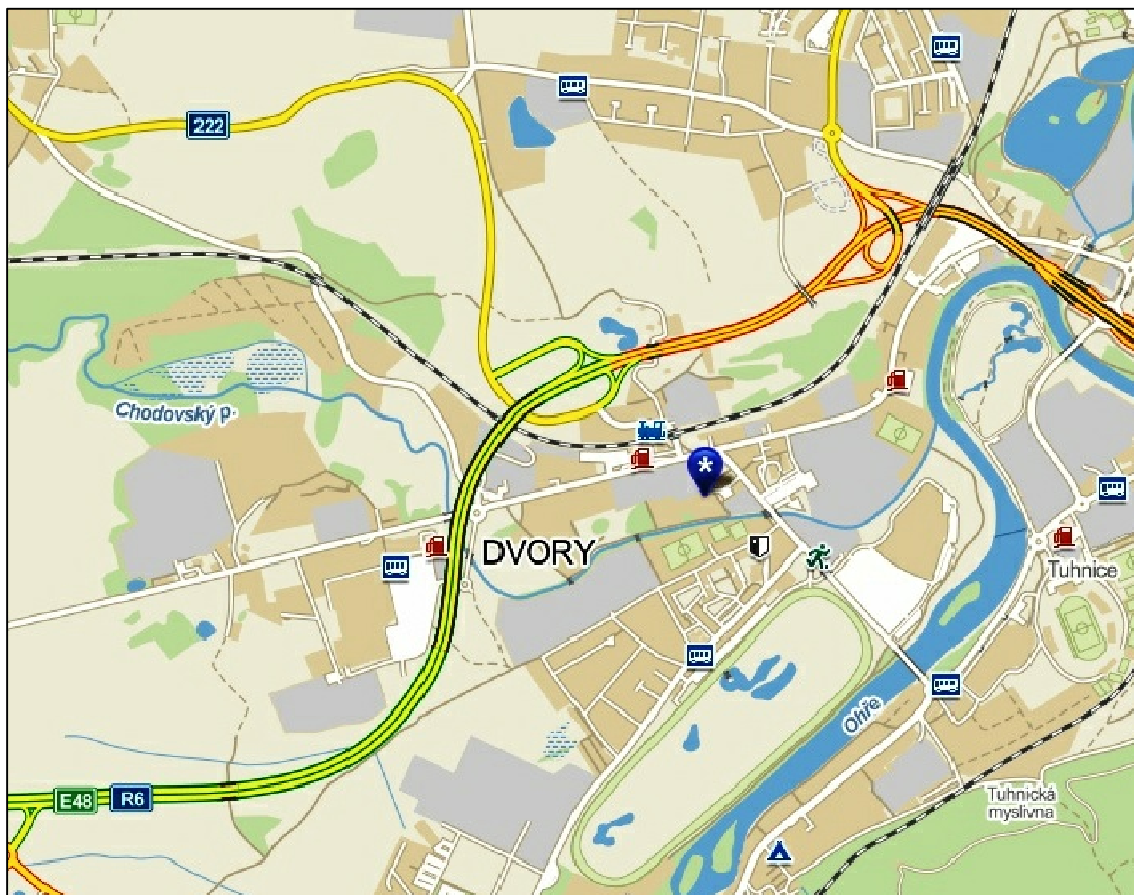 222
Chodovský p.
DVORY
Tuhnice
Ohře
E48
R6
Tuhnická
myslivna